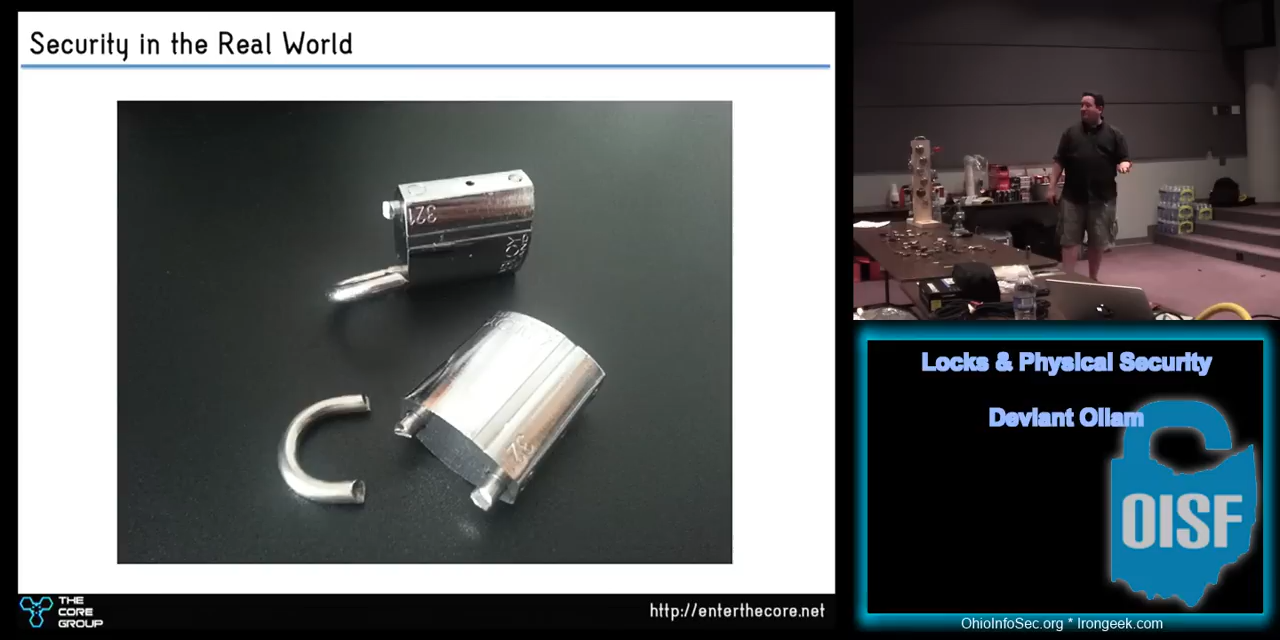 Security in the Real World
321
32
THE
CORE
GROUP
http://enterthecore.net
Locks & Physical Security
Deviant Ollam
OISF
OhioInfoSec.org * Irongeek.com